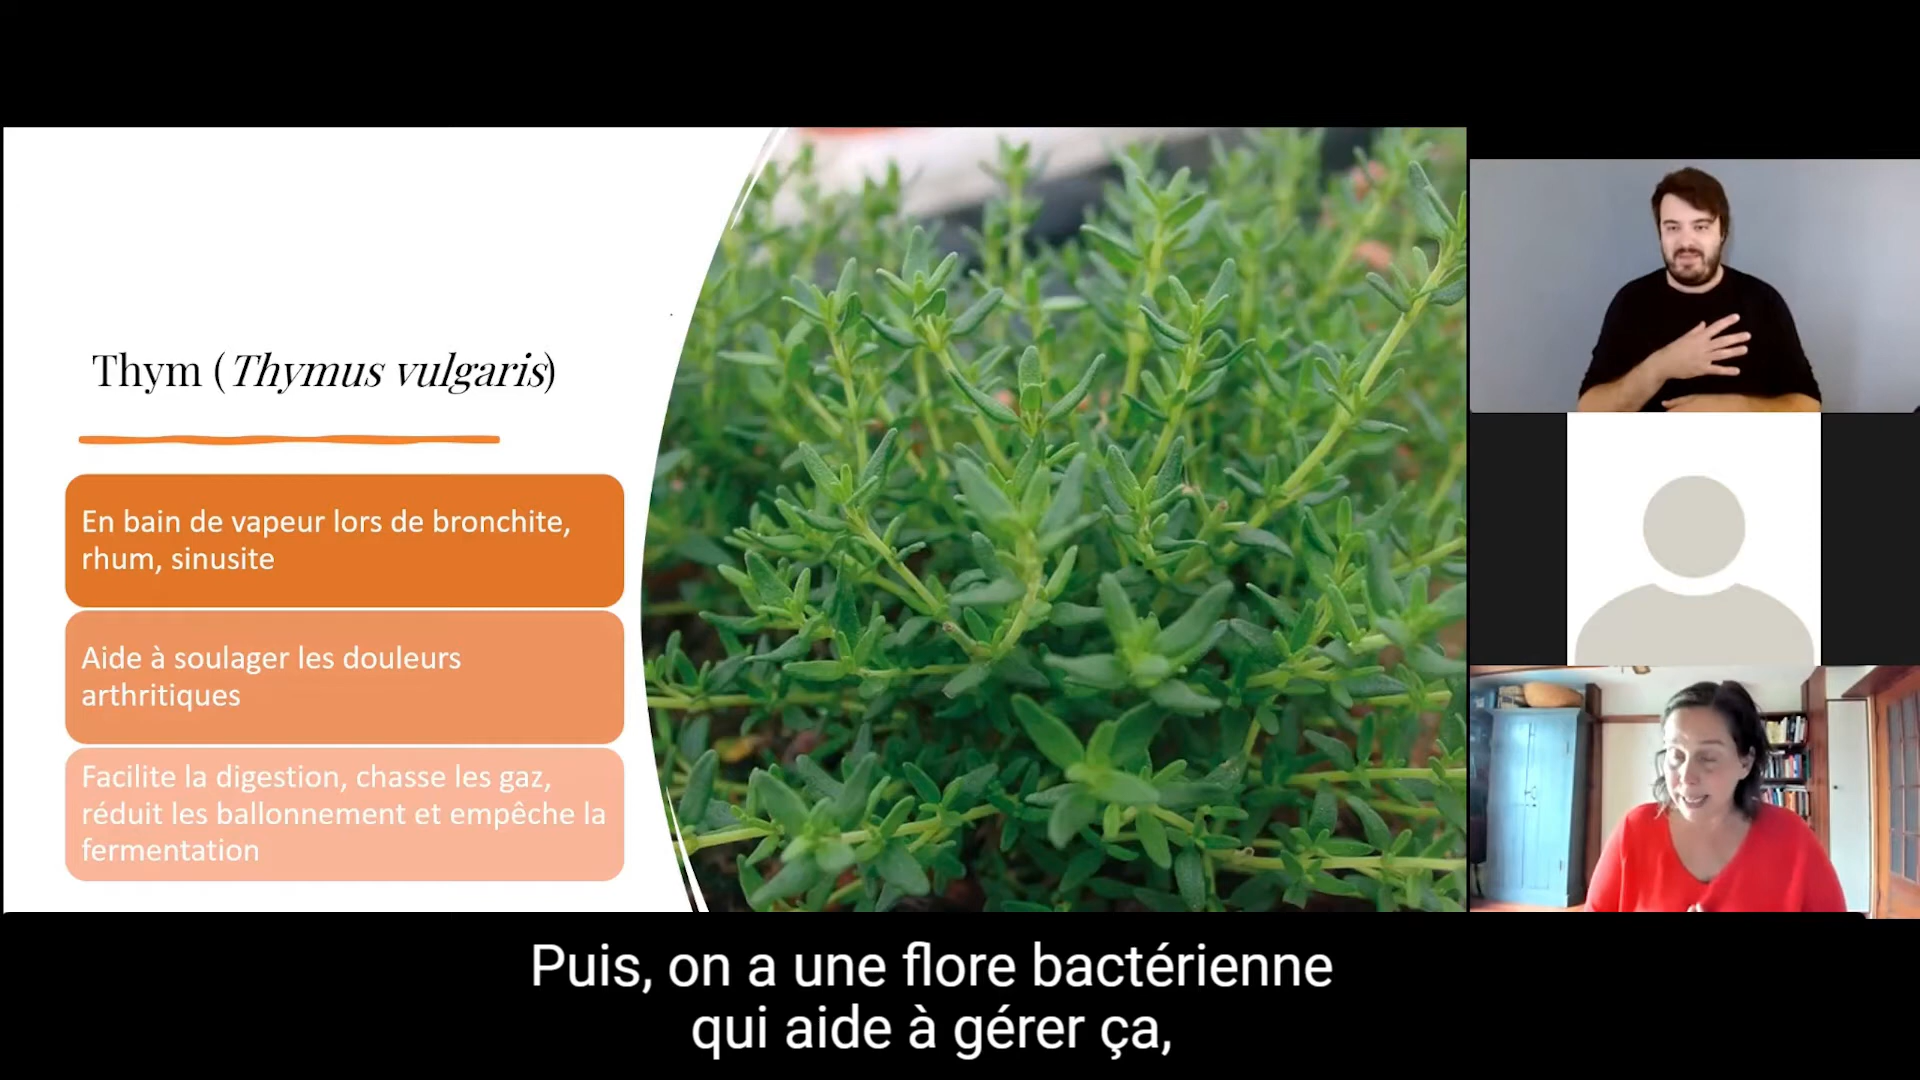 Thym (Thymus vulgaris)
En bain de vapeur lors de bronchite,
rhum, sinusite
Aide à soulager les douleurs
arthritiques
Facilite la digestion, chasse les gaz,
réduit les ballonnement et empêche la
fermentation
Puis, on a une flore bactérienne
qui aide à gérer ça,